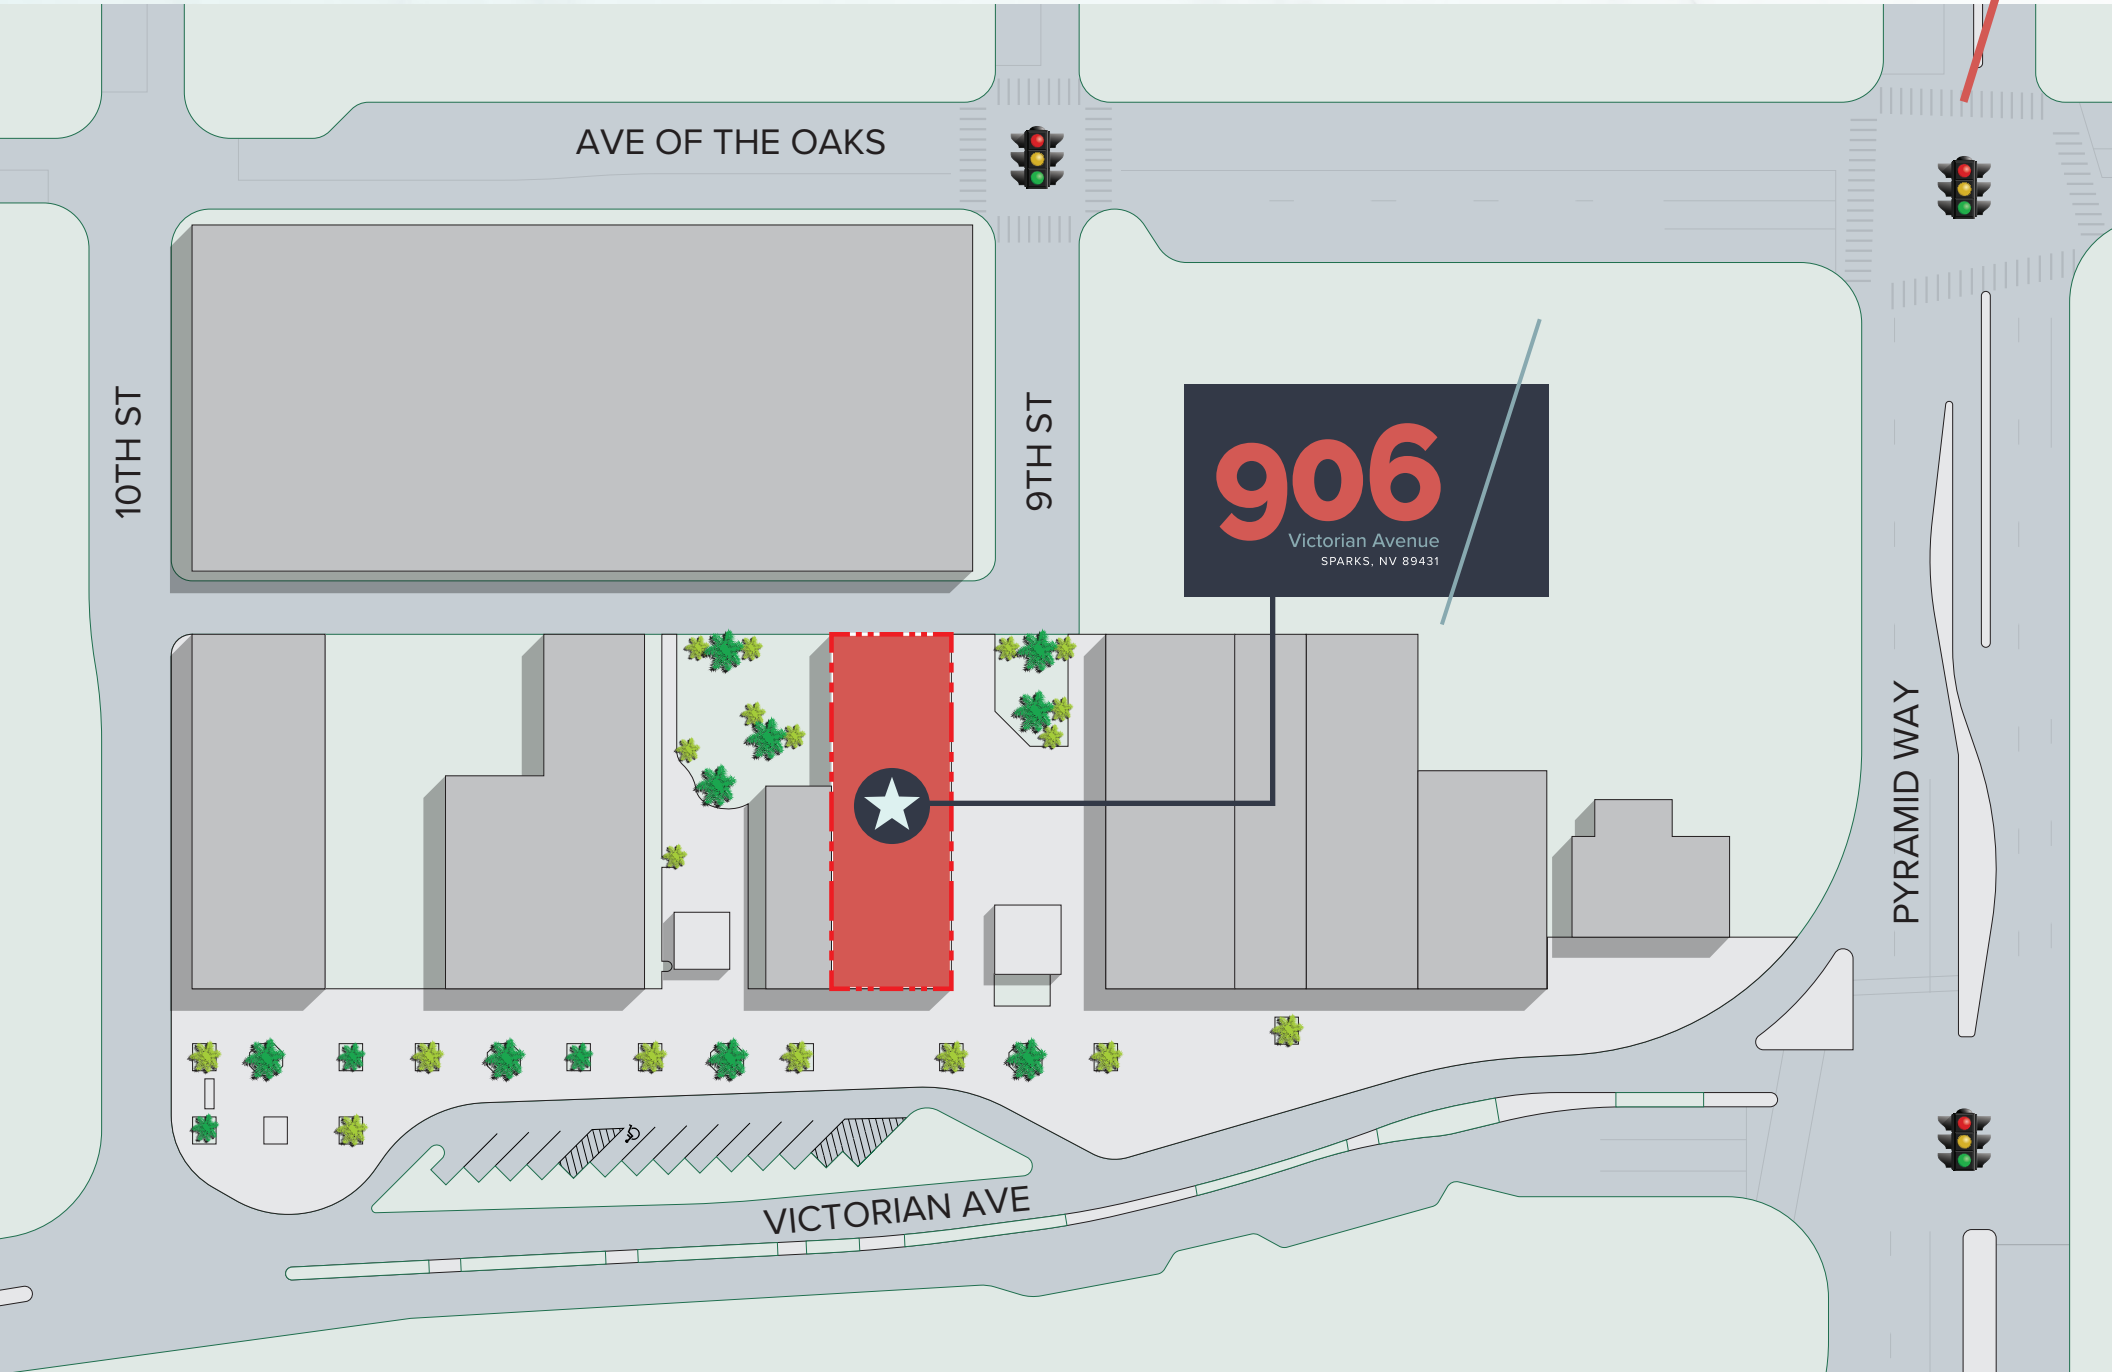 AVE OF THE OAKS
10TH ST
9TH ST
906
Victorian Avenue
SPARKS, NV 89431
PYRAMID WAY
VICTORIAN AVE